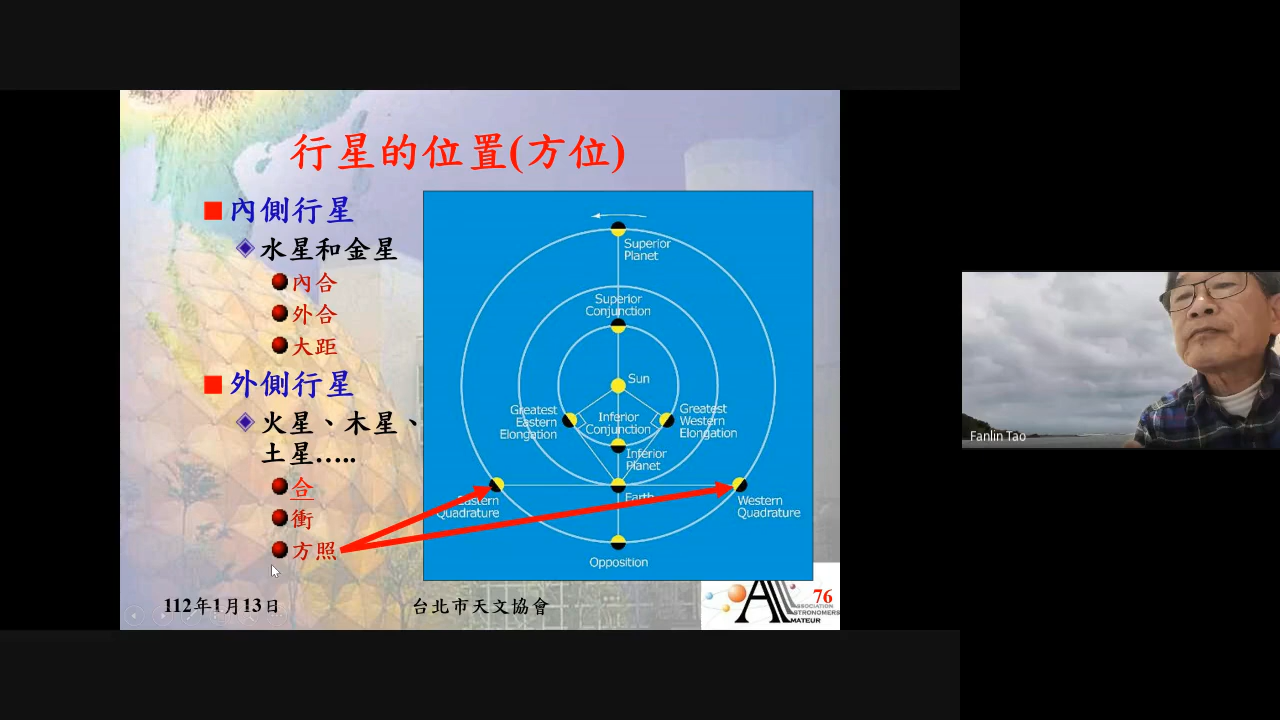 行星的位置(方位)
內側行星
水星和金星
內合
外合
大距
外側行星
火星、木星、
土星…..
合
衝
方照
Superior
Planet
Superior
Conjunction
Sun
Greatest
Eastern
Elongation
Inferior
Conjunction
Greatest
Western
Elongation
Inferior
Planet
Earth
Eastern
Quadrature
Western
Quadrature
Opposition
112年1月13日
台北市天文協會
76
ASSOCIATION
ASTRONOMERS
AMATEUR
Fanlin Tao